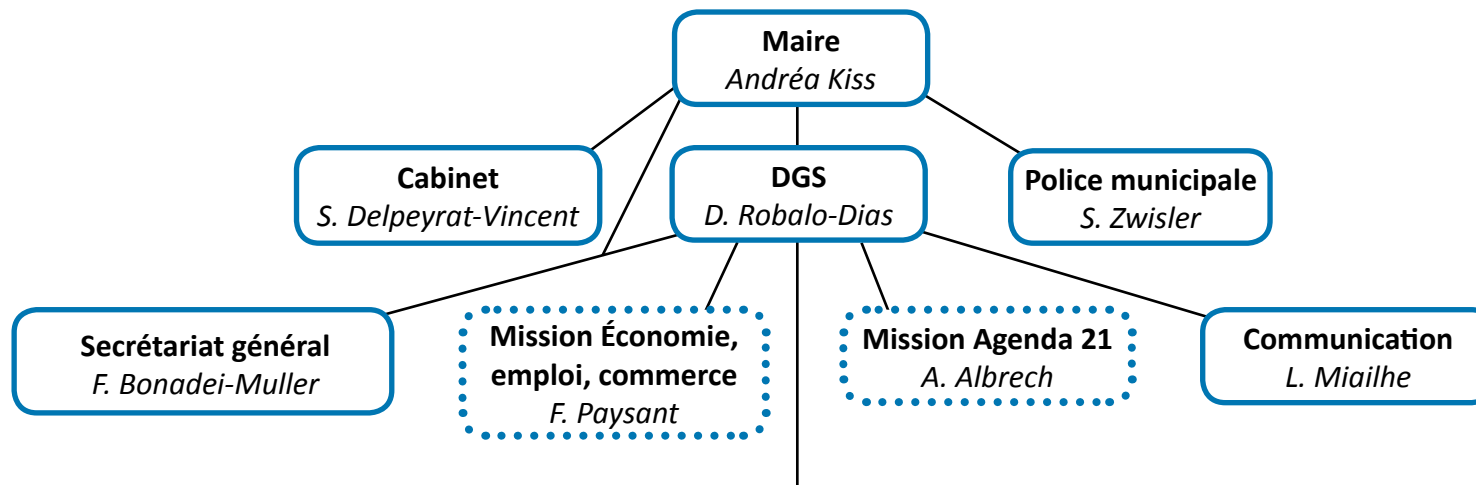 Maire
Andréa Kiss
Cabinet
S. Delpeyrat-Vincent
DGS
D. Robalo-Dias
Police municipale
S. Zwisler
Secrétariat général
F. Bonadei-Muller
Mission Économie,
emploi, commerce
F. Paysant
Mission Agenda 21
A. Albrech
Communication
L. Miailhe